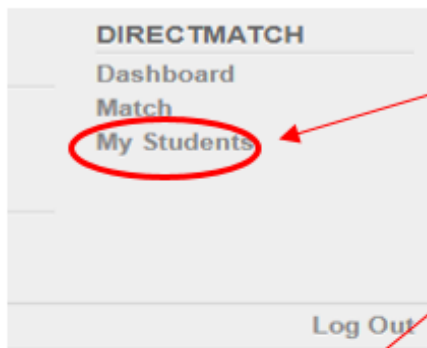 DIRECTMATCH
Dashboard
Match
My Students
Log Out